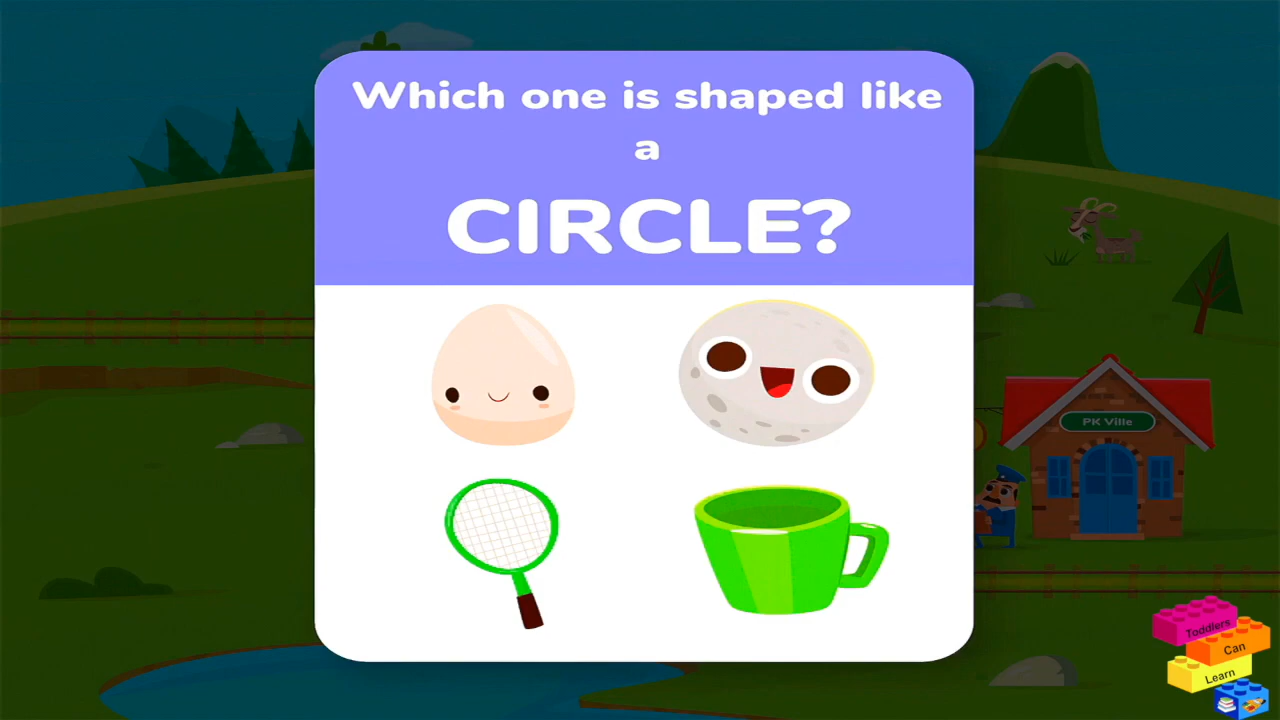 Which one is shaped like
a
CIRCLE?
PK Ville
Toddlers
Can
Learn